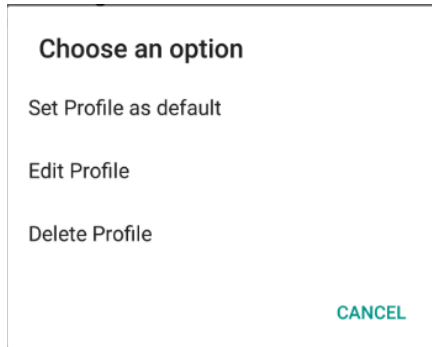 Choose an option
Set Profile as default
Edit Profile
Delete Profile
CANCEL